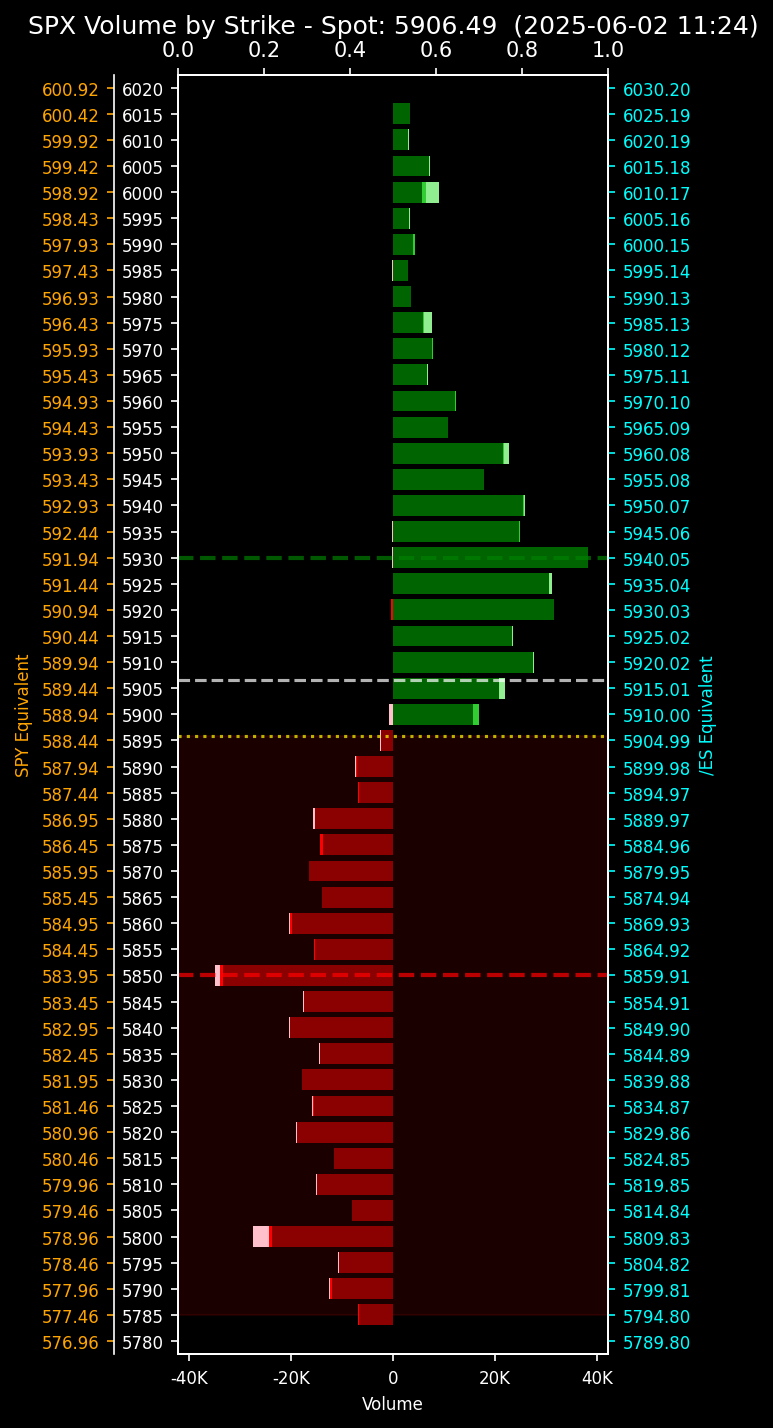 SPX Volume by Strike - Spot: 5906.49  (2025-06-02 11:24)
0.0 0.2 0.4 0.6 0.8 1.0
600.92 6020 6030.20
600.42 6015 6025.19
599.92 6010 6020.19
599.42 6005 6015.18
598.92 6000 6010.17
598.43 5995 6005.16
597.93 5990 6000.15
597.43 5985 5995.14
596.93 5980 5990.13
596.43 5975 5985.13
595.93 5970 5980.12
595.43 5965 5975.11
594.93 5960 5970.10
594.43 5955 5965.09
593.93 5950 5960.08
593.43 5945 5955.08
592.93 5940 5950.07
592.44 5935 5945.06
591.94 5930 5940.05
591.44 5925 5935.04
590.94 5920 5930.03
590.44 5915 5925.02
589.94 5910 5920.02
589.44 5905 5915.01
588.94 5900 5910.00
SPY Equivalent
/ES Equivalent
588.44 5895 5904.99
587.94 5890 5899.98
587.44 5885 5894.97
586.95 5880 5889.97
586.45 5875 5884.96
585.95 5870 5879.95
585.45 5865 5874.94
584.95 5860 5869.93
584.45 5855 5864.92
583.95 5850 5859.91
583.45 5845 5854.91
582.95 5840 5849.90
582.45 5835 5844.89
581.95 5830 5839.88
581.46 5825 5834.87
580.96 5820 5829.86
580.46 5815 5824.85
579.96 5810 5819.85
579.46 5805 5814.84
578.96 5800 5809.83
578.46 5795 5804.82
577.96 5790 5799.81
577.46 5785 5794.80
576.96 5780 5789.80
-40K -20K 0 20K 40K
Volume